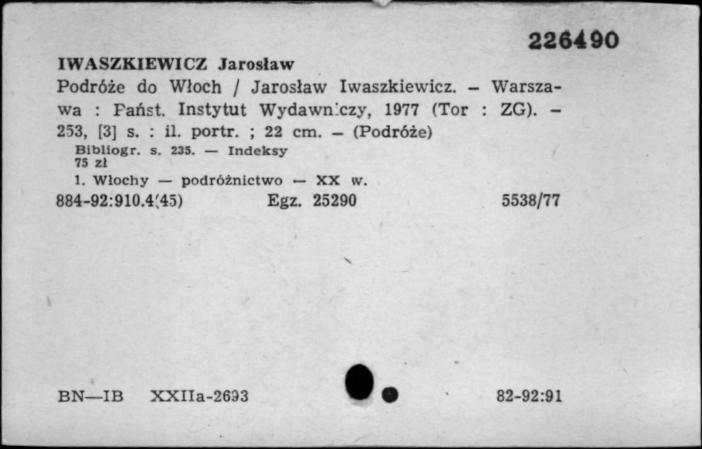 226490
IWASZKIEWICZ Jarosław
Podróże do Włoch / Jarosław Iwaszkiewicz. — Warsza-
wa : Państ. Instytut Wydawniczy, 1977 (Tor : ZG). —
253, [3] s. : il. portr. ; 22 cm. — (Podróże)
Bibliogr. s. 235. — Indeksy
75 zł
1. Włochy — podróżnictwo — XX w.
884-92:910.4(45) Egz. 25290 5538/77
BN—IB XXIIa-2693 82-92:91